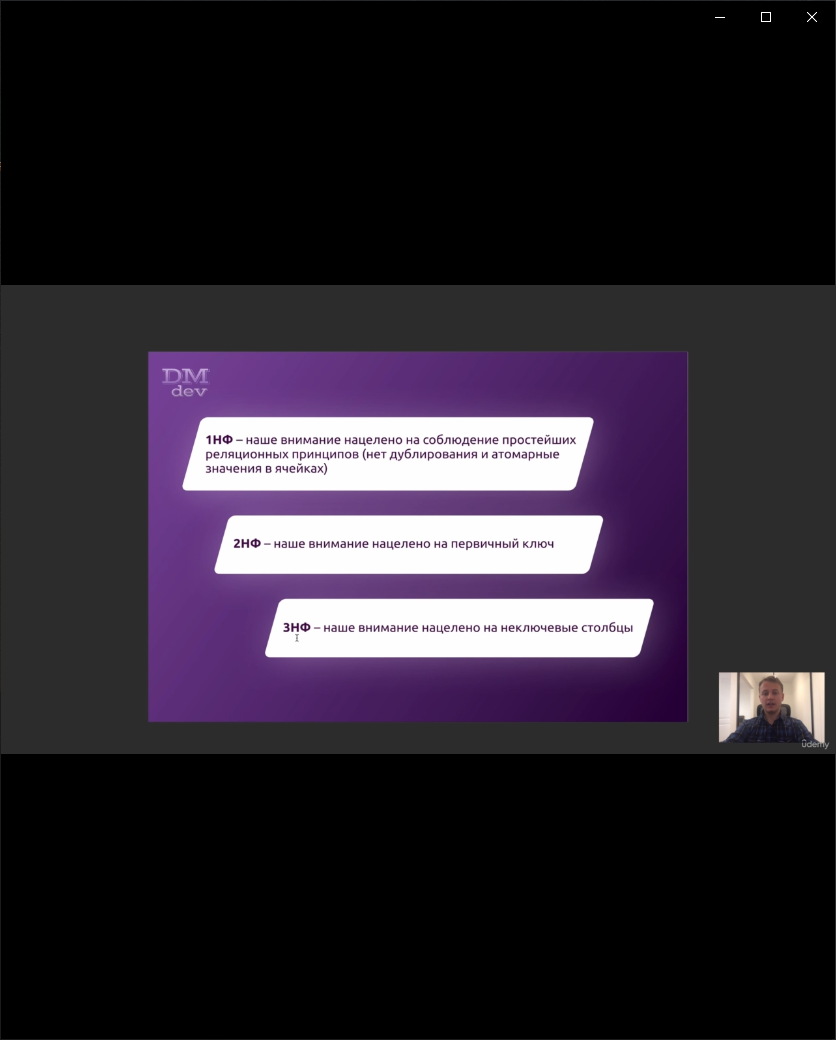 DM
dev
1НФ – наше внимание нацелено на соблюдение простейших
реляционных принципов (нет дублирования и атомарные
значения в ячейках)
2НФ – наше внимание нацелено на первичный ключ
3НФ – наше внимание нацелено на неключевые столбцы
ûdemy